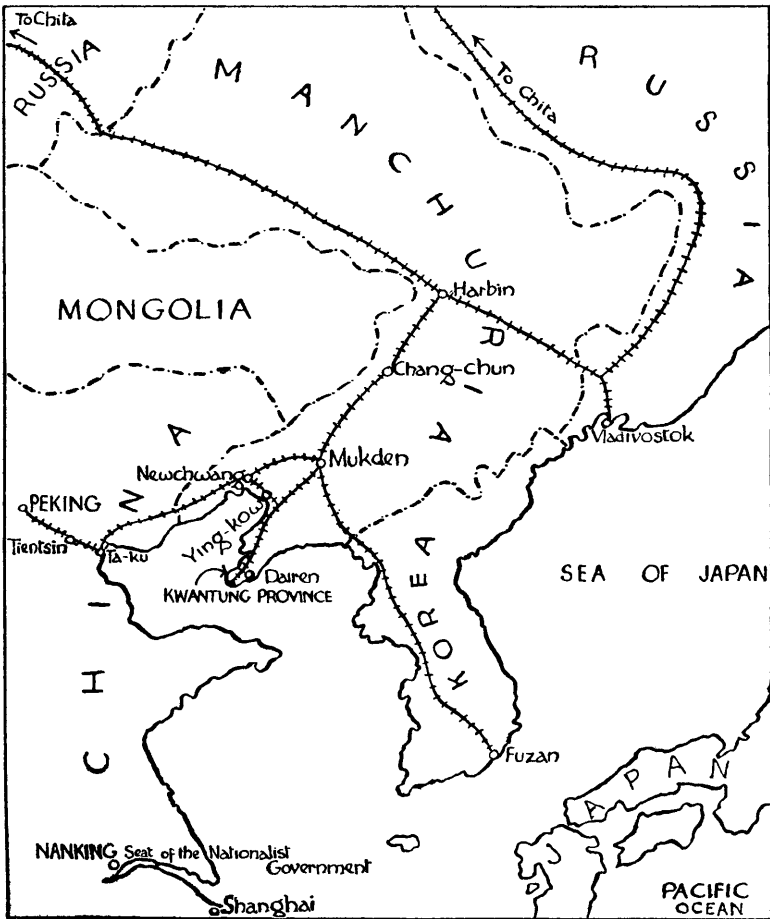 To Chita
RUSSIA
MANCHURIA
To Chita
RUSSIA
Harbin
MONGOLIA
Chang-chun
Vladivostok
Mukden
Newchwang
PEKING
Ying-kow
Tientsin
Ta-ku
Dairen
KWANTUNG PROVINCE
SEA OF JAPAN
KOREA
CHINA
Fuzan
JAPAN
NANKING Seat of the Nationalist
Government
Shanghai
PACIFIC
OCEAN